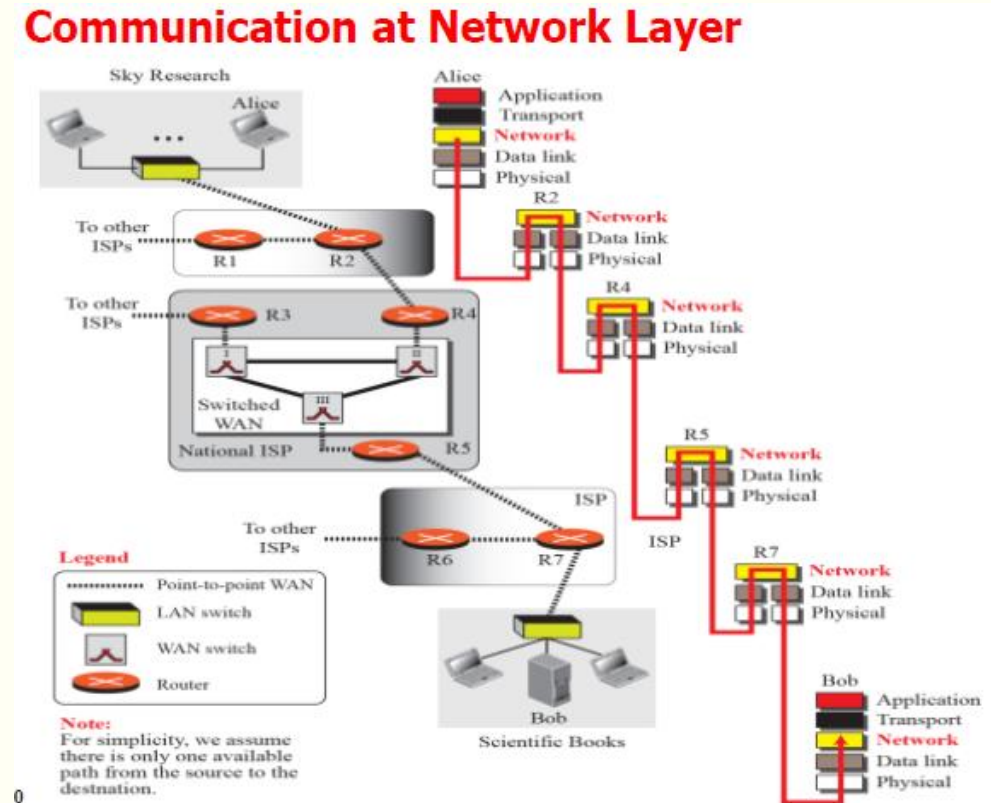 Communication at Network Layer
Sky Research
Alice
Alice
Application
Transport
Network
Data link
Physical
R2
Network
Data link
Physical
To other
ISPs
R1
R2
R4
Network
Data link
Physical
To other
ISPs
R3
R4
I
II
III
Switched
WAN
National ISP
R5
R5
Network
Data link
Physical
ISP
To other
ISPs
R6
R7
ISP
R7
Network
Data link
Physical
Legend
Point-to-point WAN
LAN switch
WAN switch
Router
Bob
Scientific Books
Bob
Application
Transport
Network
Data link
Physical
Note:
For simplicity, we assume
there is only one available
path from the source to the
destnation.
0